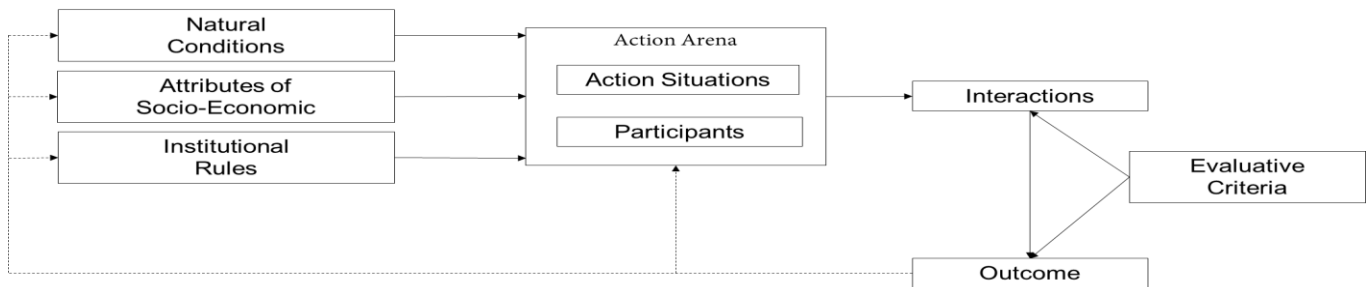 Natural
Conditions
Attributes of
Socio-Economic
Institutional
Rules
Action Arena
Action Situations
Participants
Interactions
Evaluative
Criteria
Outcome